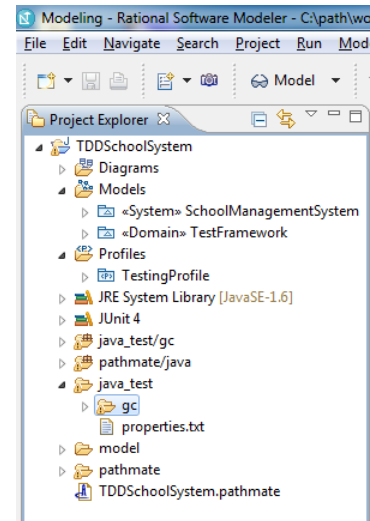 Modeling - Rational Software Modeler - C:\path\wo
File Edit Navigate Search Project Run Mod
Model
Project Explorer
TDDSchoolSystem
Diagrams
Models
«System» SchoolManagementSystem
«Domain» TestFramework
Profiles
TestingProfile
JRE System Library [JavaSE-1.6]
JUnit 4
java_test/gc
pathmate/java
java_test
gc
properties.txt
model
pathmate
TDDSchoolSystem.pathmate